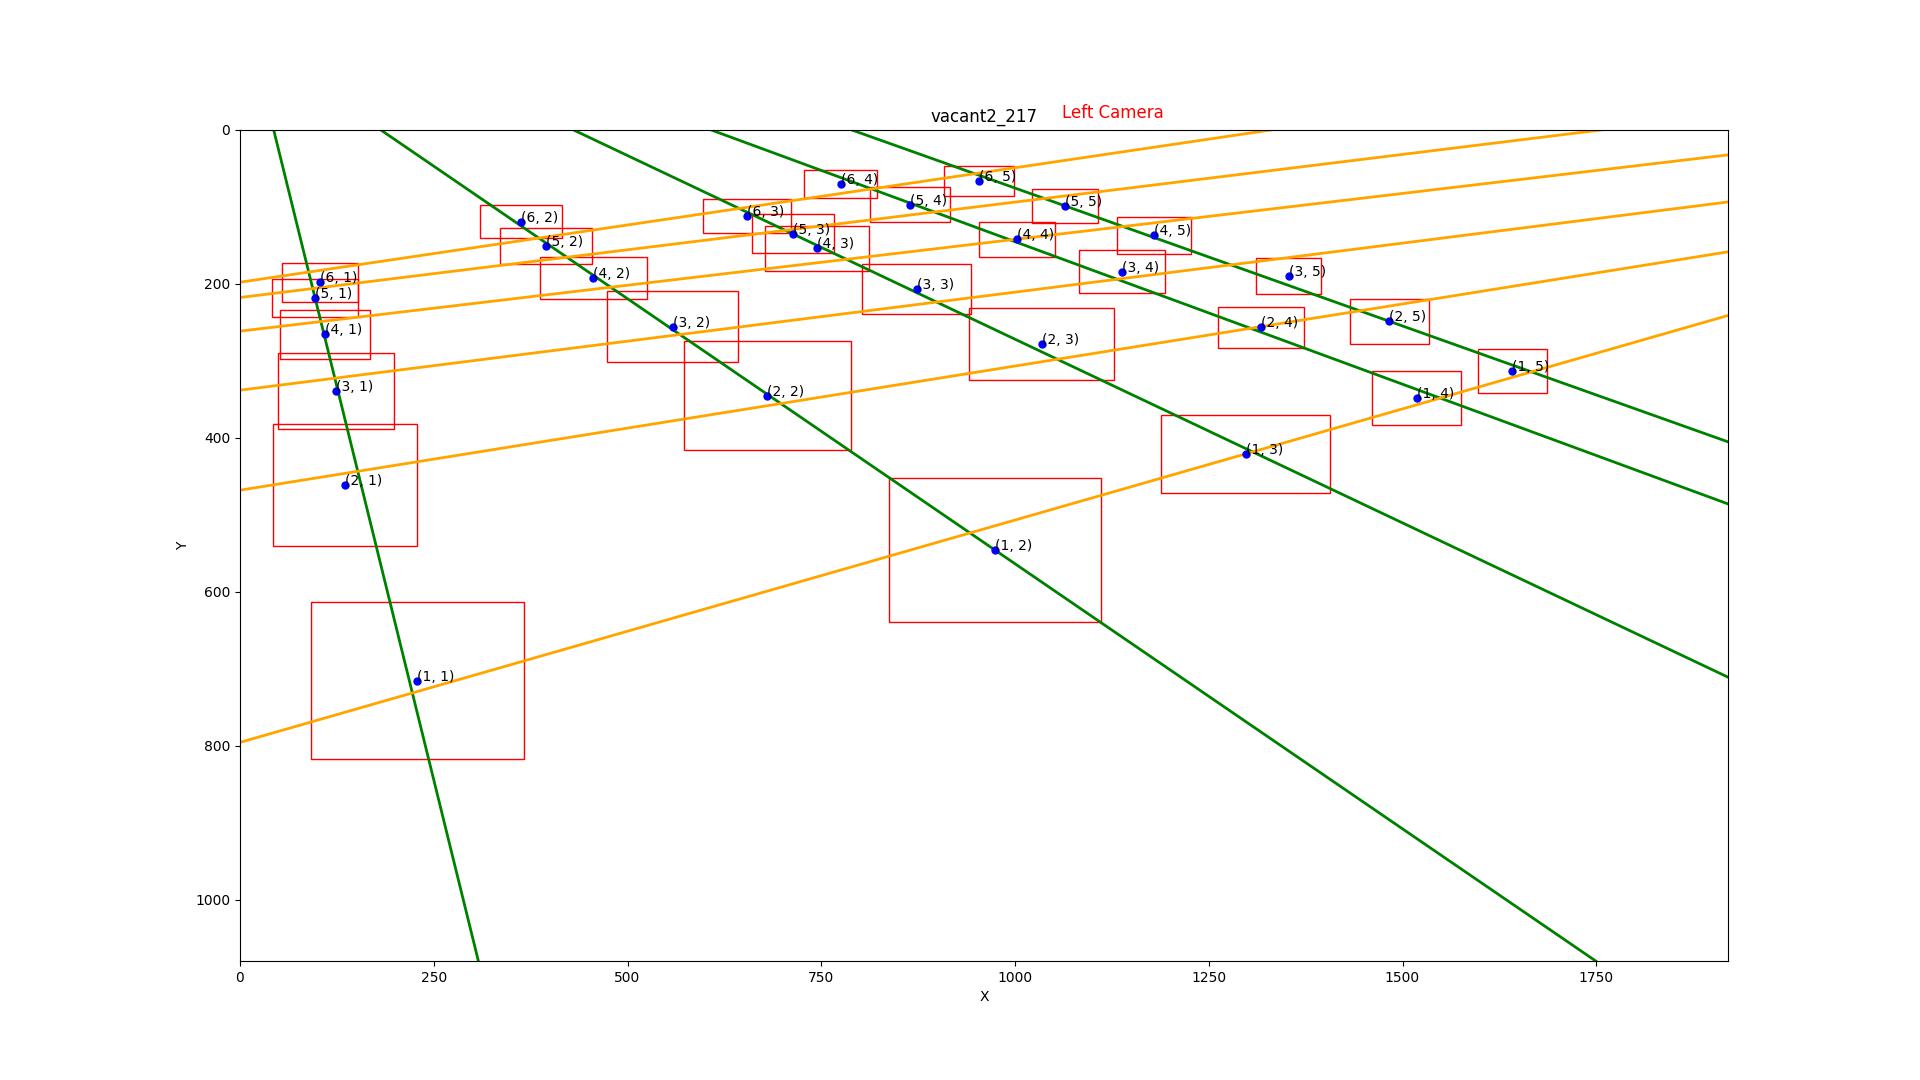 vacant2_217 Left Camera
0
(6, 4) (6, 5)
(5, 4) (5, 5)
(6, 2) (6, 3)
(5, 3) (4, 4) (4, 5)
(5, 2) (4, 3)
(6, 1) (4, 2) (3, 4) (3, 5)
200
(5, 1) (3, 3)
(4, 1) (3, 2) (2, 4) (2, 5)
(2, 3)
(3, 1) (2, 2) (1, 4) (1, 5)
400
(2, 1) (1, 3)
Y
(1, 2)
600
(1, 1)
800
1000
0 250 500 750 1000 1250 1500 1750
X